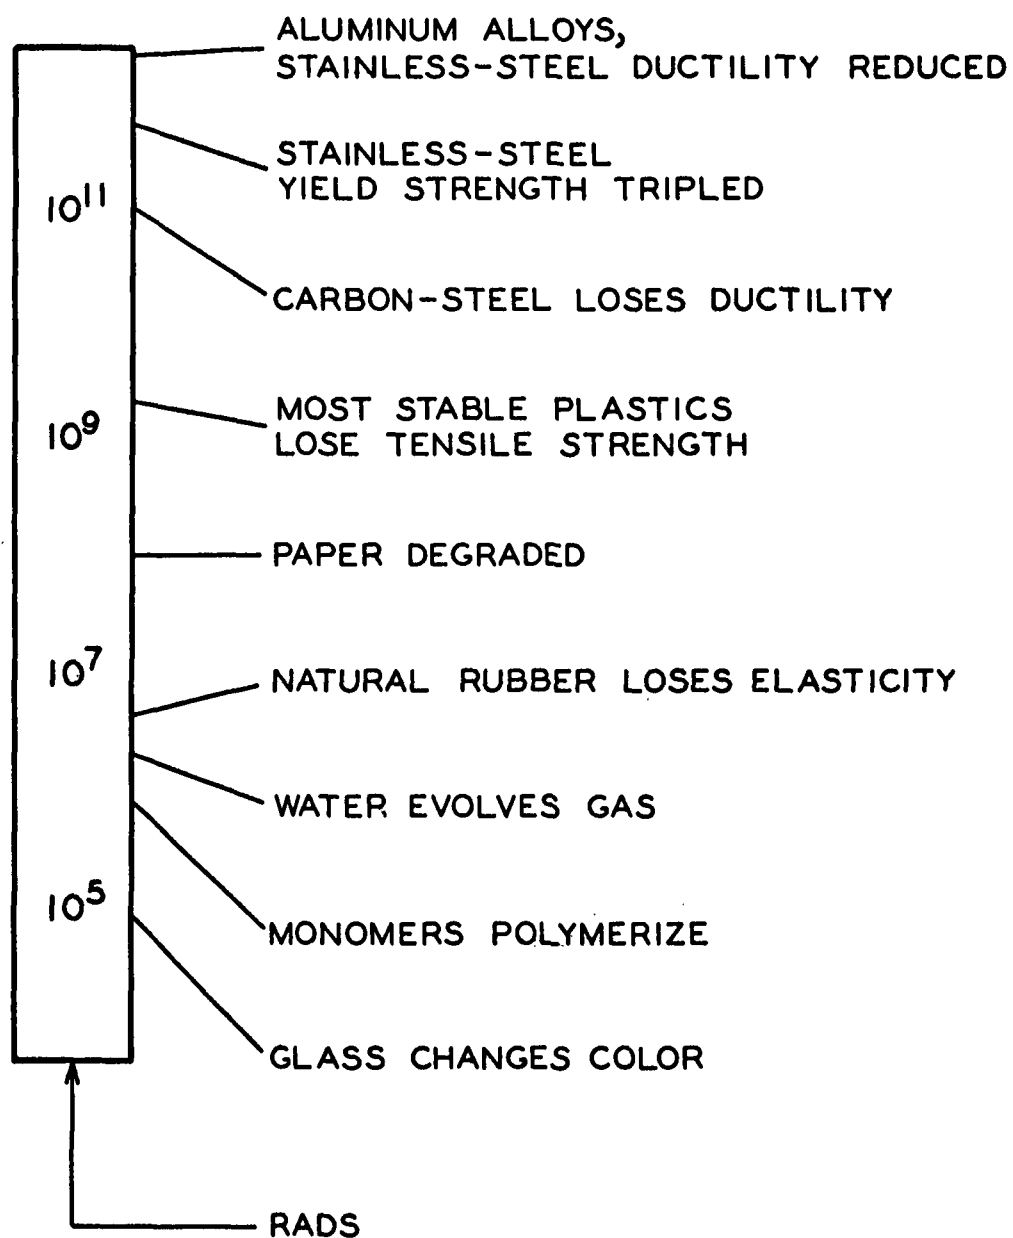 ALUMINUM ALLOYS,
STAINLESS-STEEL DUCTILITY REDUCED
STAINLESS-STEEL
YIELD STRENGTH TRIPLED
10¹¹
CARBON-STEEL LOSES DUCTILITY
MOST STABLE PLASTICS
10⁹
LOSE TENSILE STRENGTH
PAPER DEGRADED
10⁷
NATURAL RUBBER LOSES ELASTICITY
WATER EVOLVES GAS
10⁵
MONOMERS POLYMERIZE
GLASS CHANGES COLOR
RADS